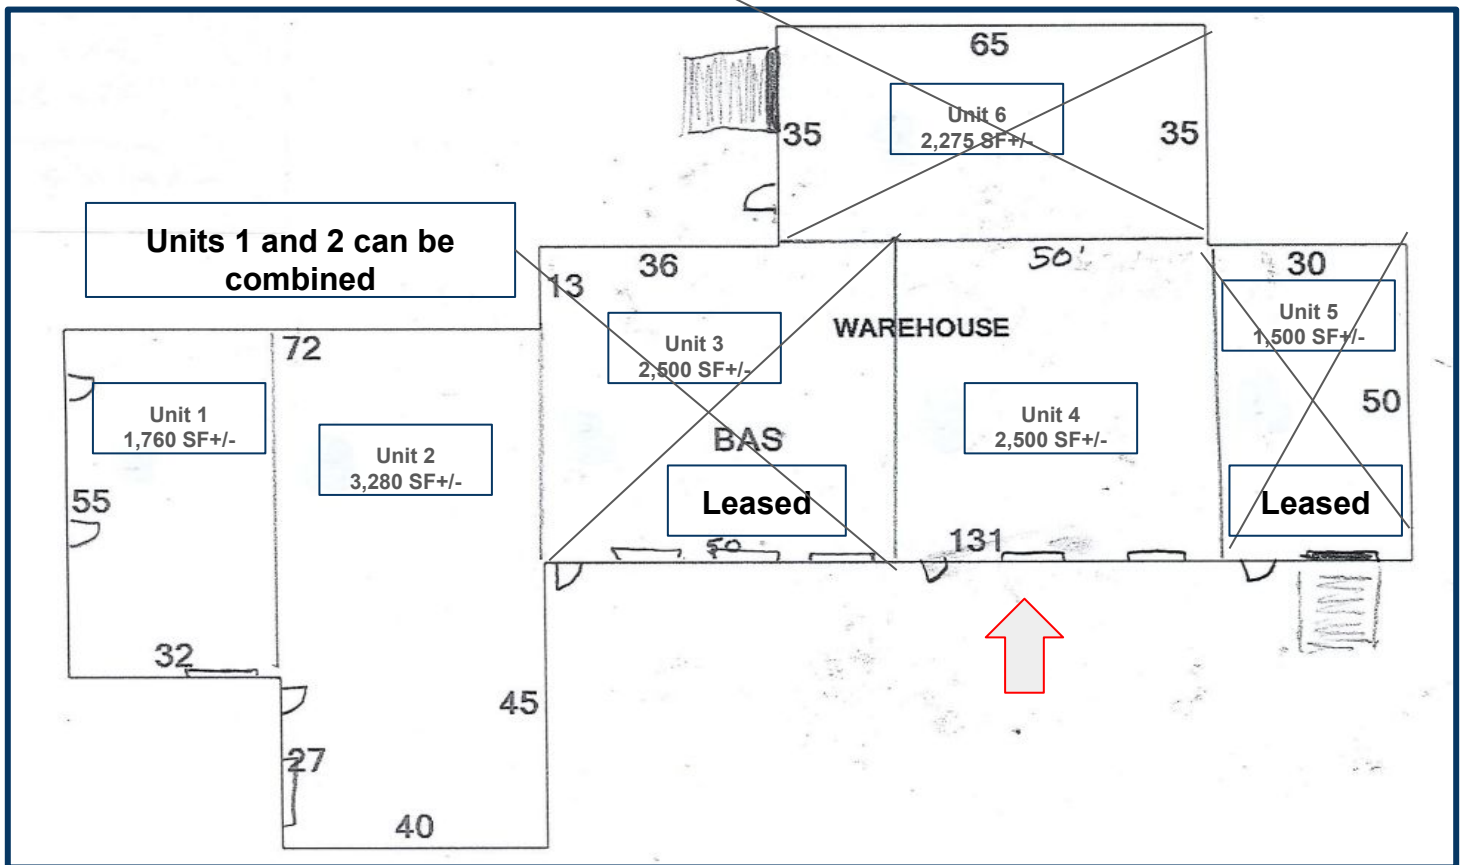 65
Unit 6
2,275 SF+/-
35
35
Units 1 and 2 can be
combined
36
50'
30
13
Unit 5
1,500 SF+/-
WAREHOUSE
72
Unit 3
2,500 SF+/-
50
Unit 1
1,760 SF+/-
Unit 4
2,500 SF+/-
Unit 2
3,280 SF+/-
BAS
55
Leased
Leased
50
131
32
45
27
40